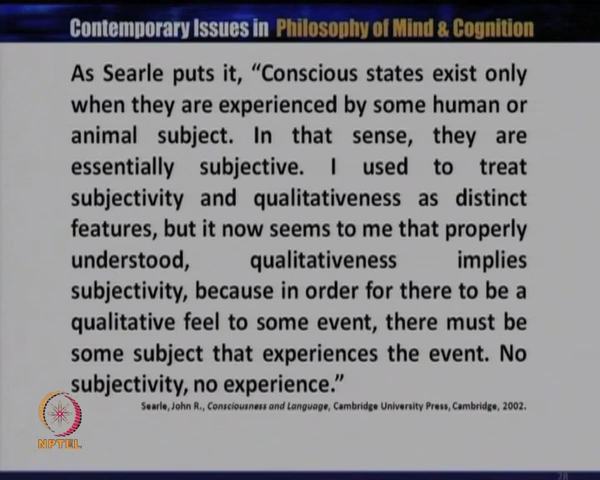 Contemporary Issues in Philosophy of Mind & Cognition
As Searle puts it, “Conscious states exist only
when they are experienced by some human or
animal subject. In that sense, they are
essentially subjective. I used to treat
subjectivity and qualitativeness as distinct
features, but it now seems to me that properly
understood, qualitativeness implies
subjectivity, because in order for there to be a
qualitative feel to some event, there must be
some subject that experiences the event. No
subjectivity, no experience.”
Searle, John R., Consciousness and Language, Cambridge University Press, Cambridge, 2002.
NPTEL
28